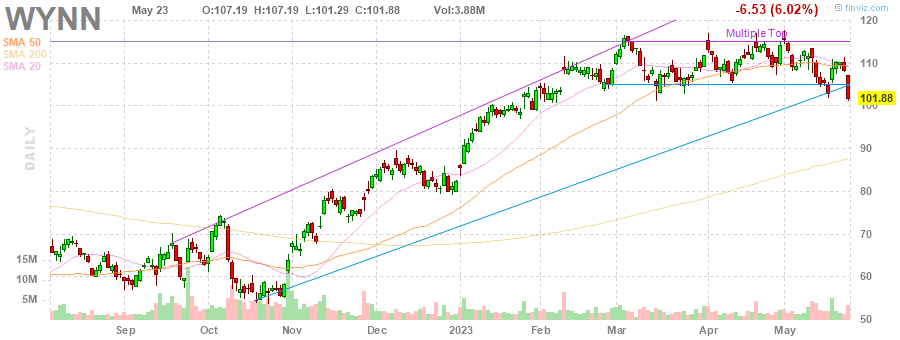 WYNN May 23 O:107.19 H:107.19 L:101.29 C:101.88 Vol:3.88M -6.53 (6.02%) finviz.com
SMA 50
SMA 200
SMA 20
Multiple Top
DAILY
120
110
101.88
100
90
80
70
60
50
15M
10M
5M
Sep Oct Nov Dec 2023 Feb Mar Apr May